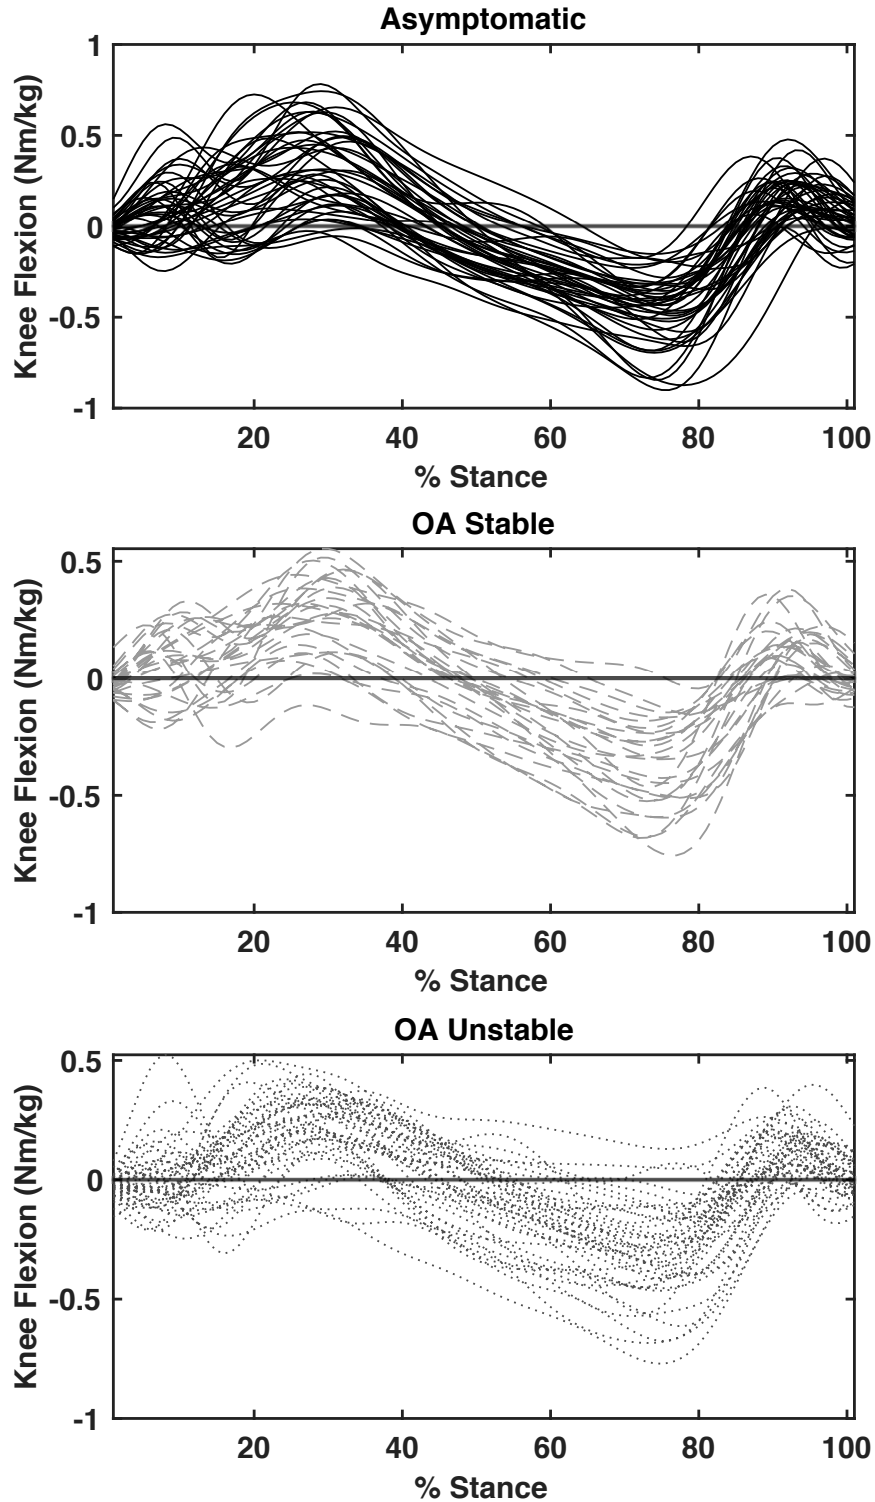 Asymptomatic
1
0.5
0
-0.5
-1
Knee Flexion (Nm/kg)
20 40 60 80 100
% Stance
OA Stable
0.5
0
-0.5
-1
Knee Flexion (Nm/kg)
20 40 60 80 100
% Stance
OA Unstable
0.5
0
-0.5
-1
Knee Flexion (Nm/kg)
20 40 60 80 100
% Stance